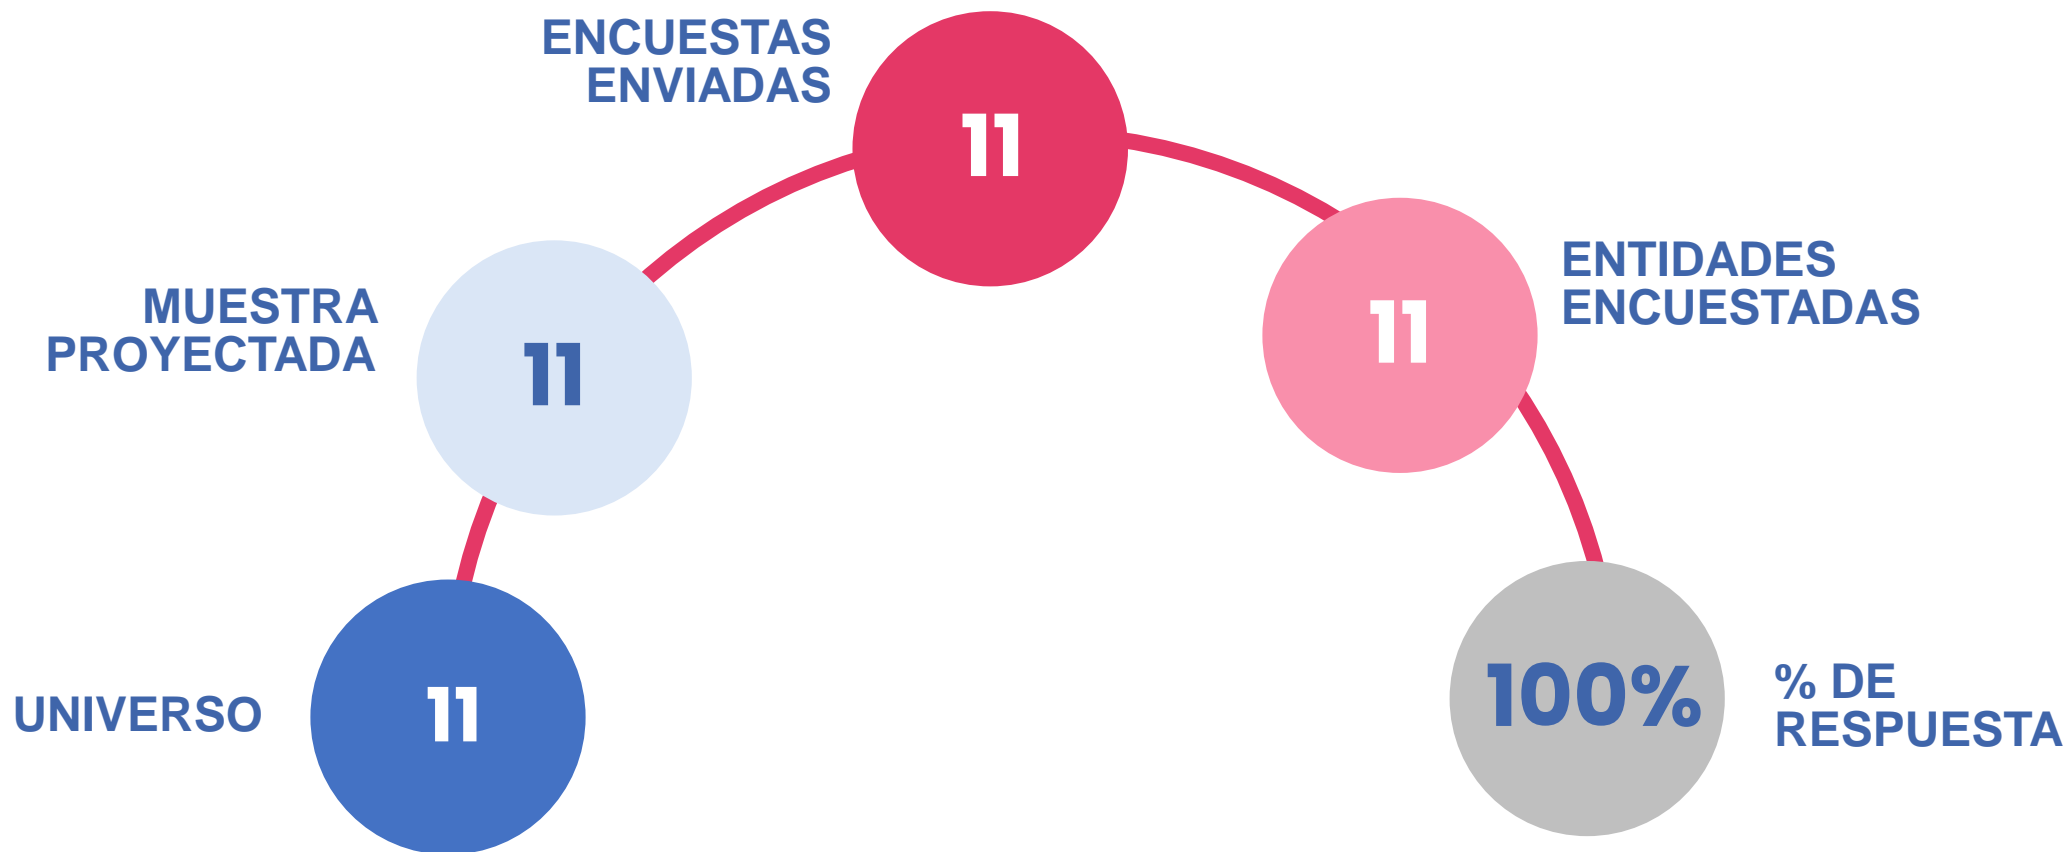 ENCUESTAS
ENVIADAS
11
MUESTRA
PROYECTADA
11
ENTIDADES
ENCUESTADAS
11
UNIVERSO
11
100%
% DE
RESPUESTA